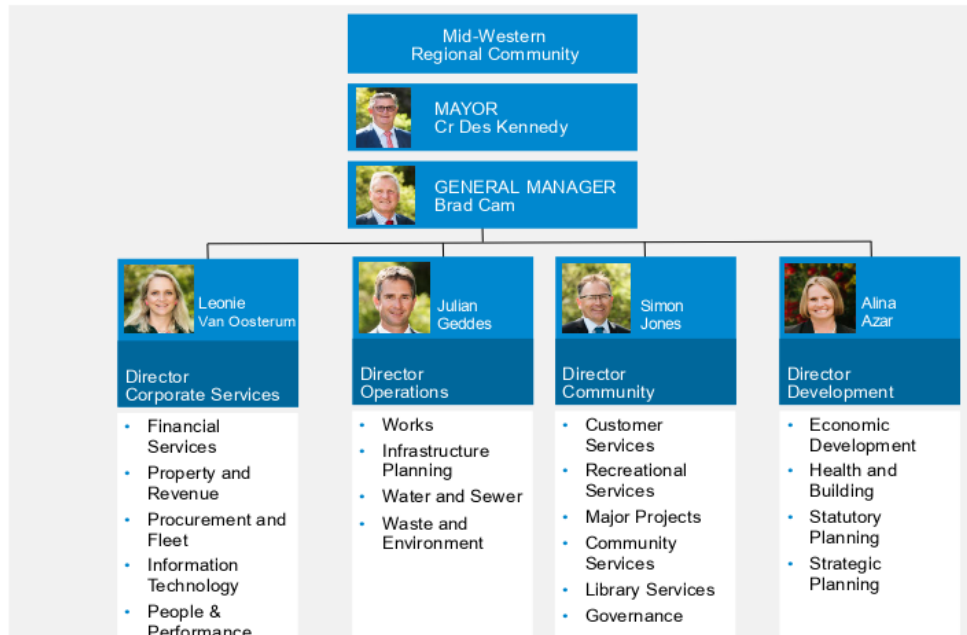 Mid-Western
Regional Community
MAYOR
Cr Des Kennedy
GENERAL MANAGER
Brad Cam
Leonie
Van Oosterum
Director
Corporate Services
• Financial
Services
• Property and
Revenue
• Procurement and
Fleet
• Information
Technology
• People &
Performance
Julian
Geddes
Director
Operations
• Works
• Infrastructure
Planning
• Water and Sewer
• Waste and
Environment
Simon
Jones
Director
Community
• Customer
Services
• Recreational
Services
• Major Projects
• Community
Services
• Library Services
• Governance
Alina
Azar
Director
Development
• Economic
Development
• Health and
Building
• Statutory
Planning
• Strategic
Planning